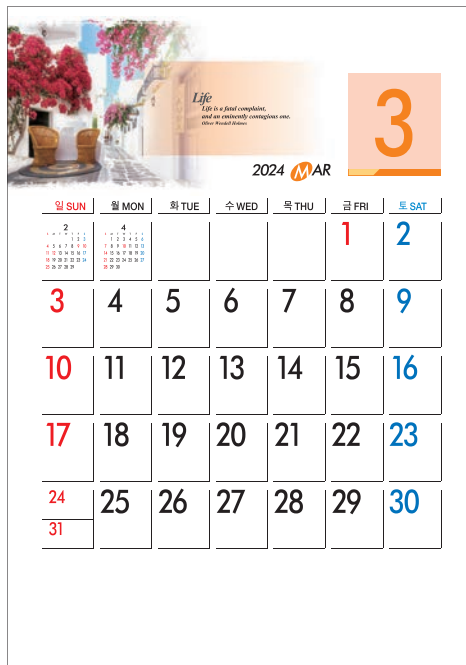 Life
Life is a fatal complaint,
and an eminently contagious one.
Oliver Wendell Holmes
3
2024 MAR
일 SUN 월 MON 화 TUE 수 WED 목 THU 금 FRI 토 SAT
2 4
1 2
3 4 5 6 7 8 9
10 11 12 13 14 15 16
17 18 19 20 21 22 23
24 25 26 27 28 29 30
31